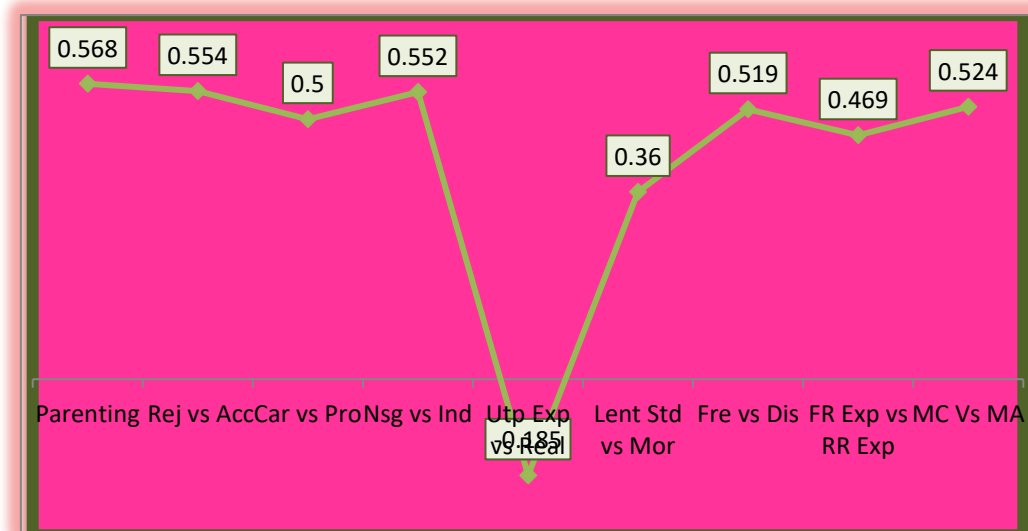 0.568
0.554
0.5
0.552
-0.185
0.36
0.519
0.469
0.524
Parenting
Rej vs Acc
Car vs Pro
Nsg vs Ind
Utp Exp
vs Real
Lent Std
vs Mor
Fre vs Dis
FR Exp vs
RR Exp
MC Vs MA